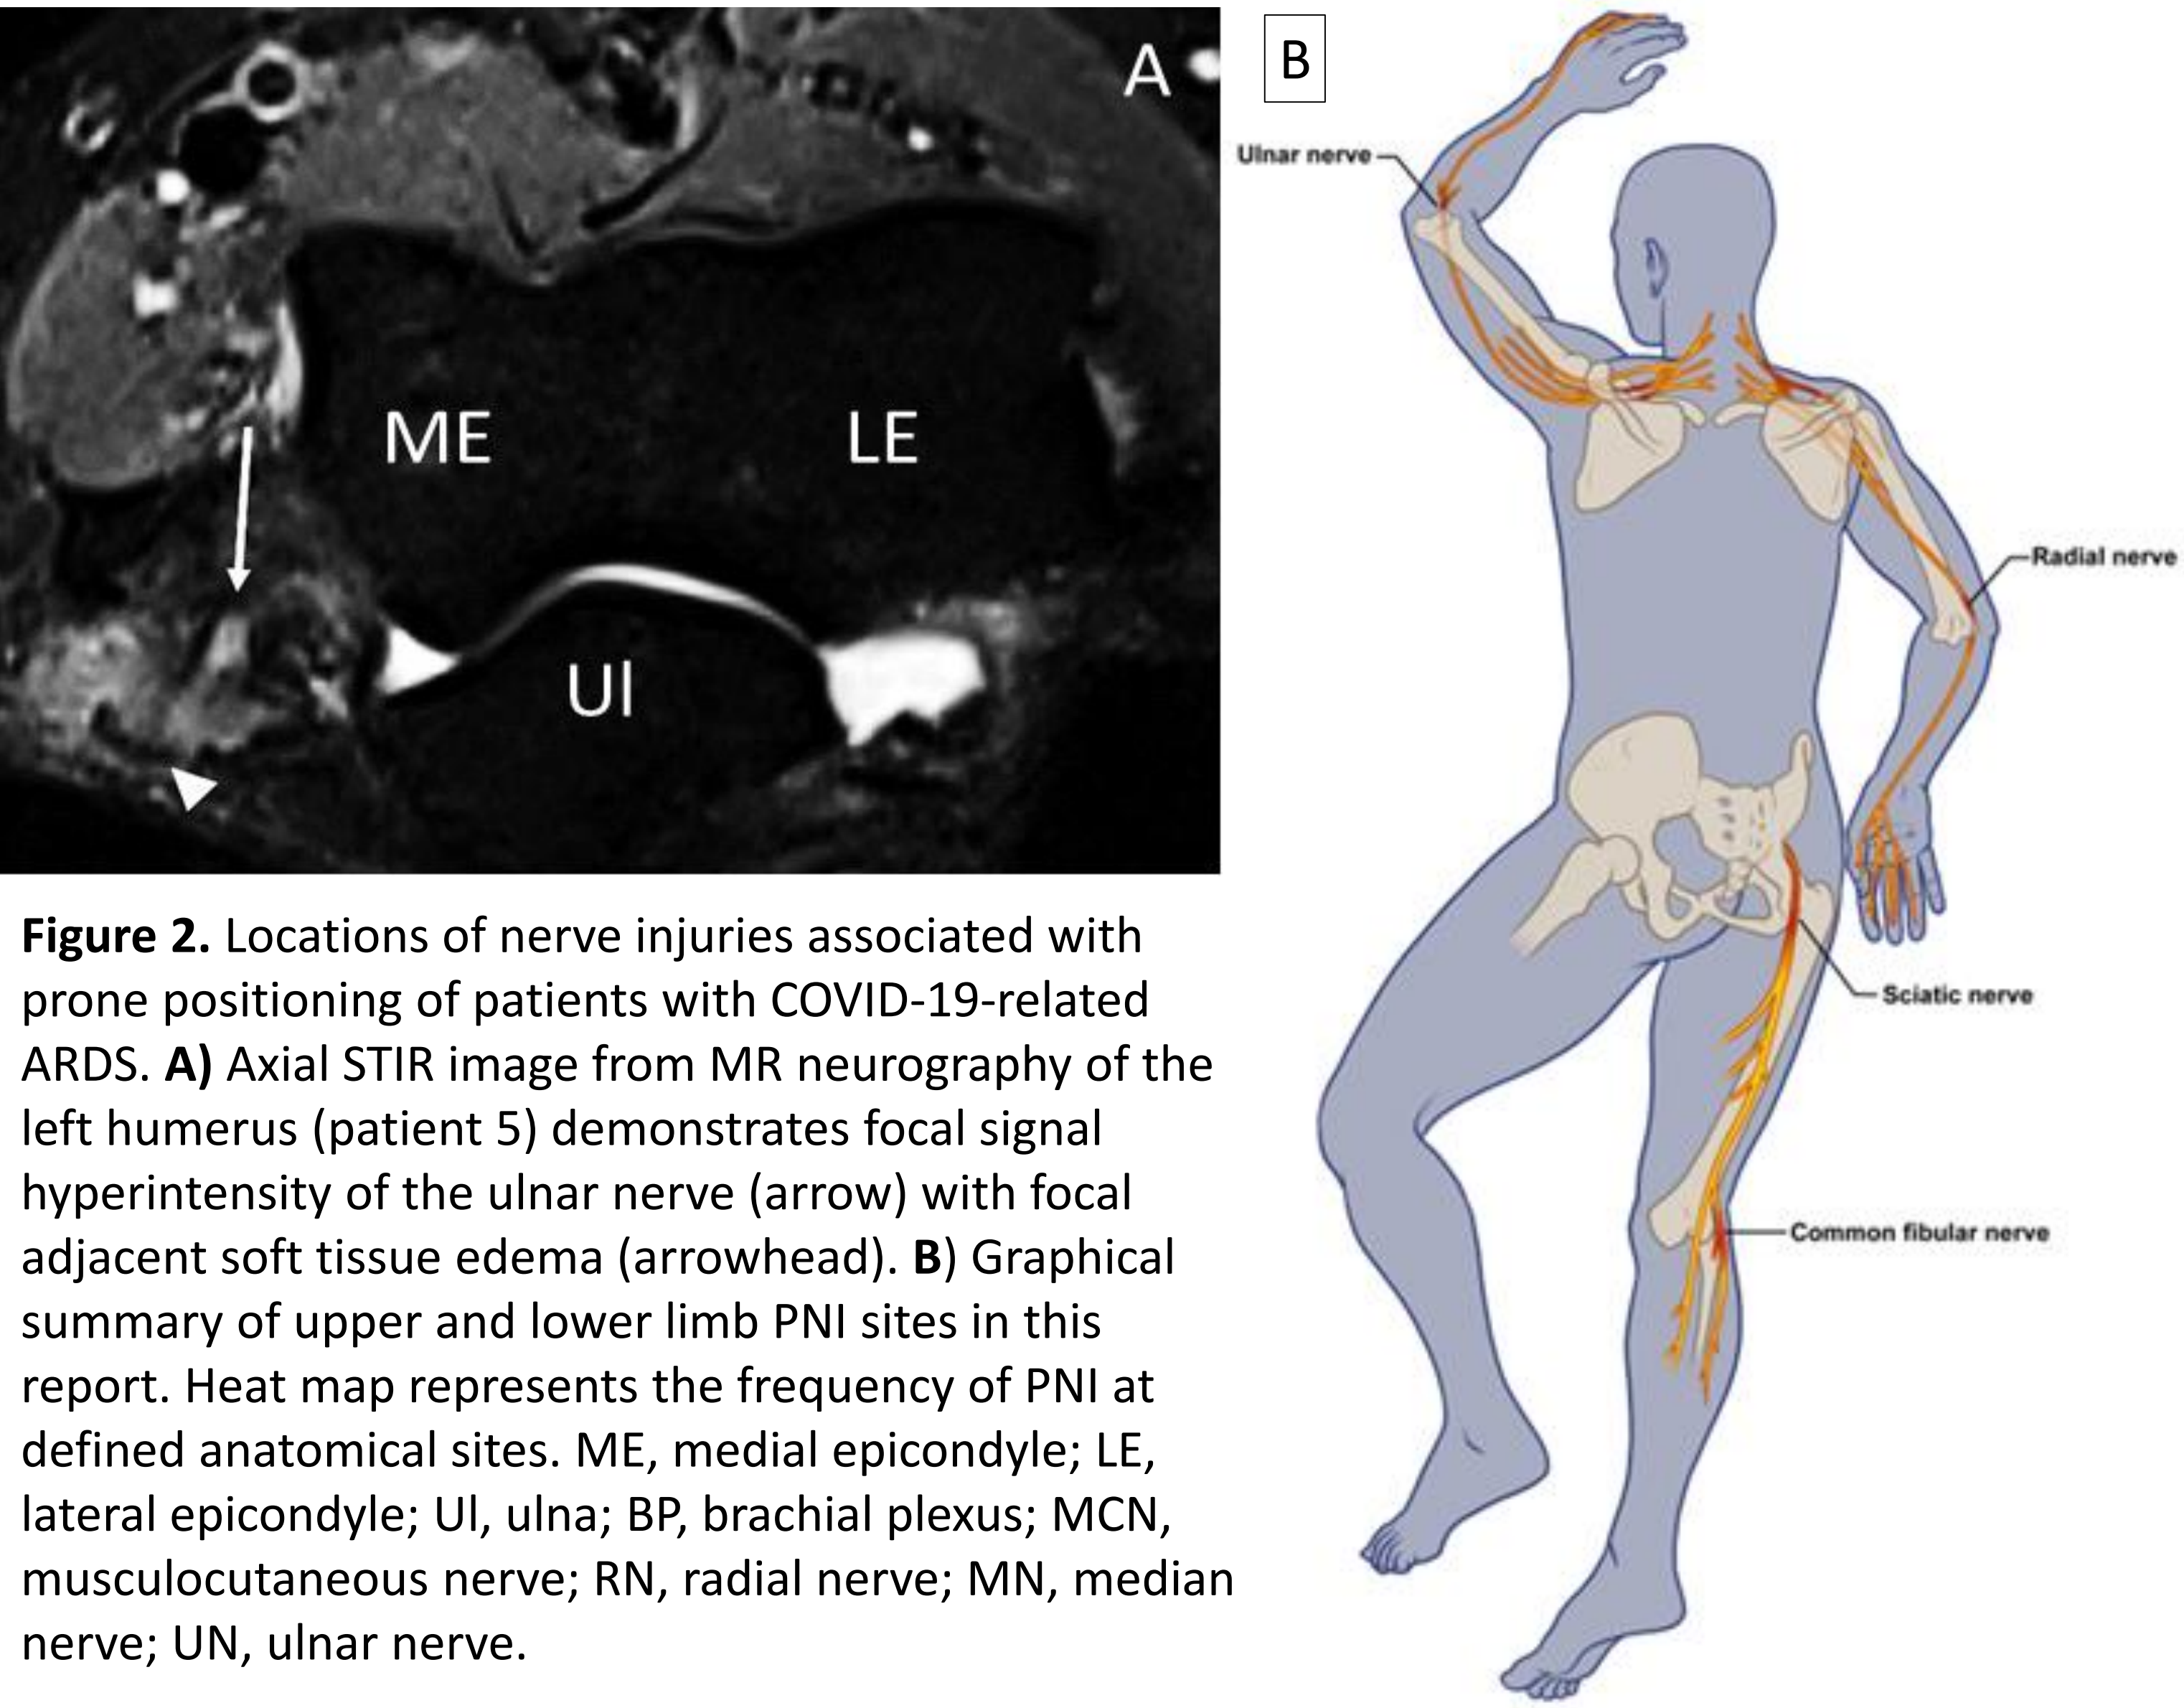 A
ME
LE
Ul
Figure 2. Locations of nerve injuries associated with
prone positioning of patients with COVID-19-related
ARDS. A) Axial STIR image from MR neurography of the
left humerus (patient 5) demonstrates focal signal
hyperintensity of the ulnar nerve (arrow) with focal
adjacent soft tissue edema (arrowhead). B) Graphical
summary of upper and lower limb PNI sites in this
report. Heat map represents the frequency of PNI at
defined anatomical sites. ME, medial epicondyle; LE,
lateral epicondyle; Ul, ulna; BP, brachial plexus; MCN,
musculocutaneous nerve; RN, radial nerve; MN, median
nerve; UN, ulnar nerve.
B
Ulnar nerve
Radial nerve
Sciatic nerve
Common fibular nerve